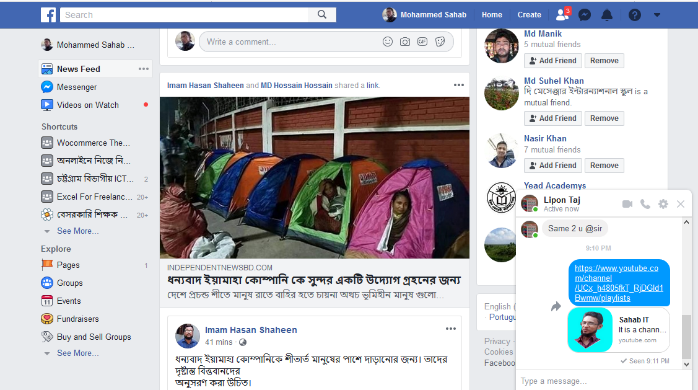 Search
Mohammed Sahab
Home
Create
3
Mohammed Sahab ...
News Feed
Messenger
Videos on Watch
Shortcuts
Wocommerce The...
অনলাইনে নিজে নি...
চট্টগ্রাম বিভাগীয় ICT...
2
Excel For Freelanc...
20+
বেসরকারি শিক্ষক ...
20+
See More...
Explore
Pages
1
Groups
Events
Fundraisers
Buy and Sell Groups
See More...
Write a comment...
GIF
Imam Hasan Shaheen and MD Hossain Hossain shared a link.
INDEPENDENTNEWSBD.COM
ধন্যবাদ ইয়ামাহা কোম্পানি কে সুন্দর একটি উদ্যোগ গ্রহনের জন্য
দেশে প্রচন্ড শীতে মানুষ রাতে বাহির হতে চায়না অথচ ভূমিহীন মানুষ গুলো...
Imam Hasan Shaheen
41 mins
ধন্যবাদ ইয়ামাহা কোম্পানিকে শীতার্ত মানুষের পাশে দাড়ানোর জন্য। তাদের
দৃষ্টান্ত বিত্তবানদের
অনুসরণ করা উচিত।
Md Manik
5 mutual friends
Add Friend
Remove
Md Suhel Khan
দি মেসেঞ্জার ইন্টারন্যাশনাল স্কুল is a
mutual friend
Add Friend
Remove
Nasir Khan
7 mutual friends
Add Friend
Remove
Yead Academys
English (
Portugu
Privacy ·
Cookies
Facebook
Lipon Taj
Active now
Same 2 u @sir
9:10 PM
https://www.youtube.co
m/channel
/UCx_h4805fkT_RjDGld1
Bwmw/playlists
Sahab IT
It is a chann...
youtube.com
Seen 9:11 PM
Type a message...